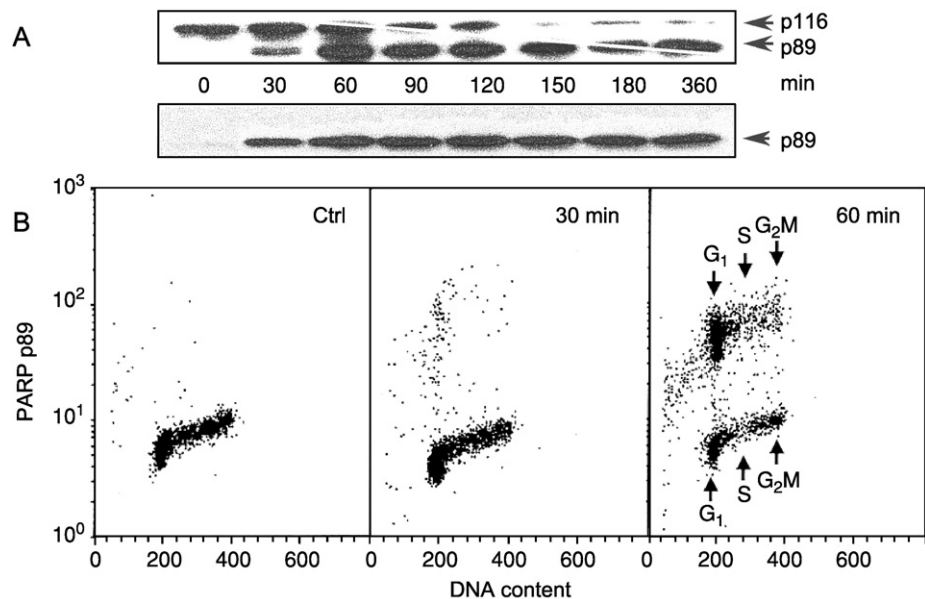 A
p116
p89
0 30 60 90 120 150 180 360 min
p89
B
PARP p89
10³
10²
10¹
10⁰
Ctrl
30 min
60 min
G₁ S G₂M
G₁ S G₂M
0 200 400 600 0 200 400 600 0 200 400 600
DNA content